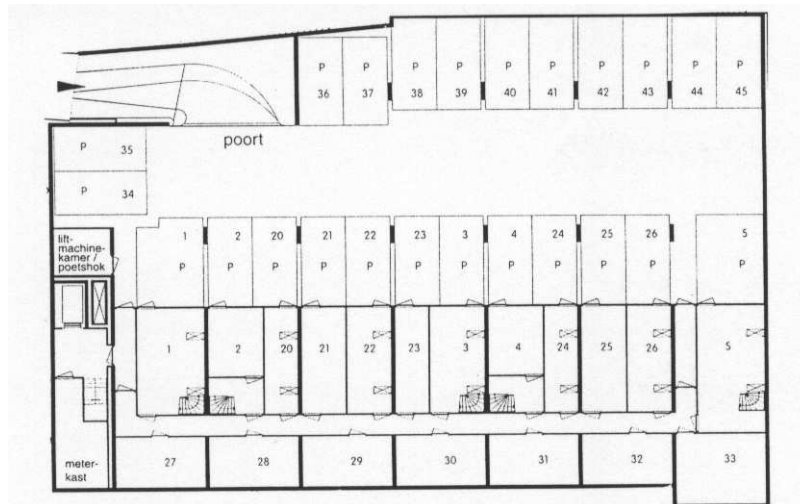 P P P P P P P P P P
36 37 38 39 40 41 42 43 44 45
poort
P 35
P 34
lift-
machine-
kamer /
poetshok
1 2 20 21 22 23 3 4 24 25 26 5
P P P P P P P P P P P P
1 2 20 21 22 23 3 4 24 25 26 5
meter-
kast
27 28 29 30 31 32 33